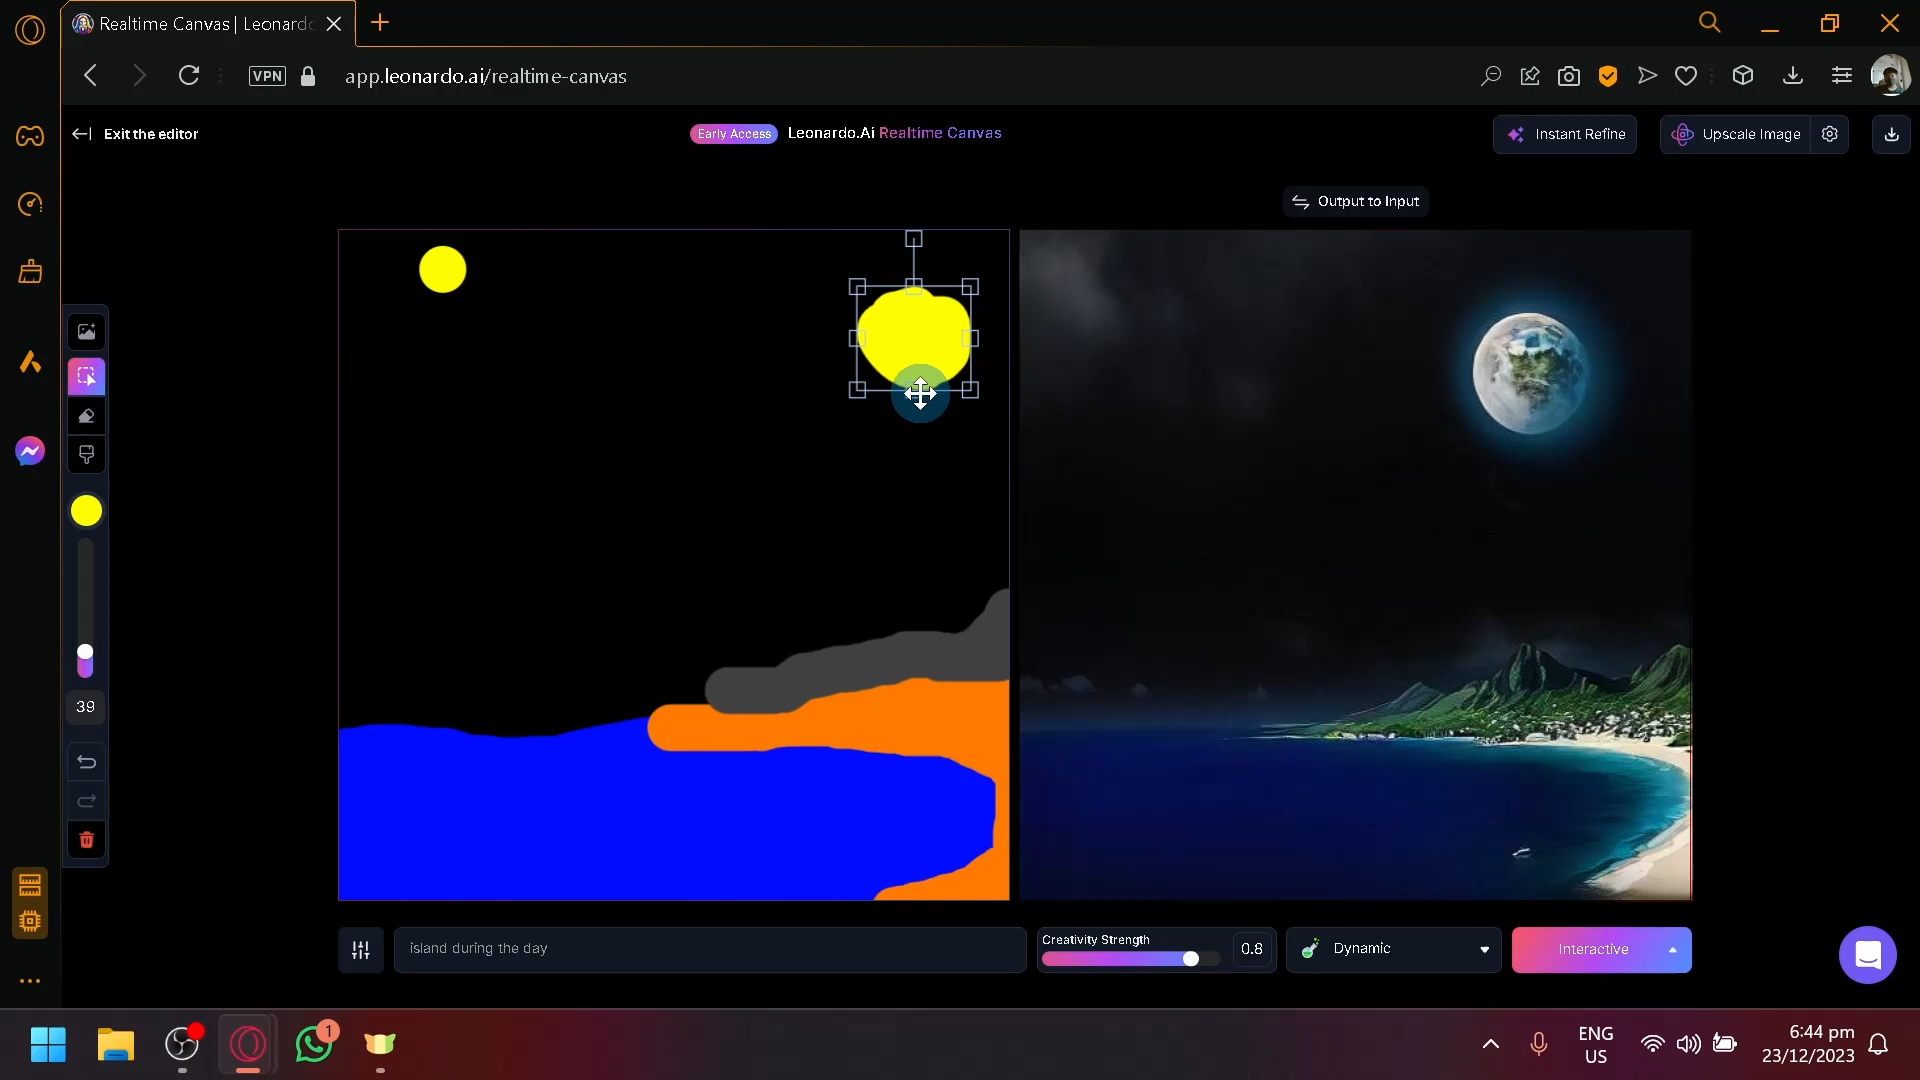 Realtime Canvas | Leonardo
VPN
app.leonardo.ai/realtime-canvas
Exit the editor
Early Access
Leonardo.Ai Realtime Canvas
Instant Refine
Upscale Image
Output to Input
39
island during the day
Creativity Strength
0.8
Dynamic
Interactive
1
ENG
US
6:44 pm
23/12/2023